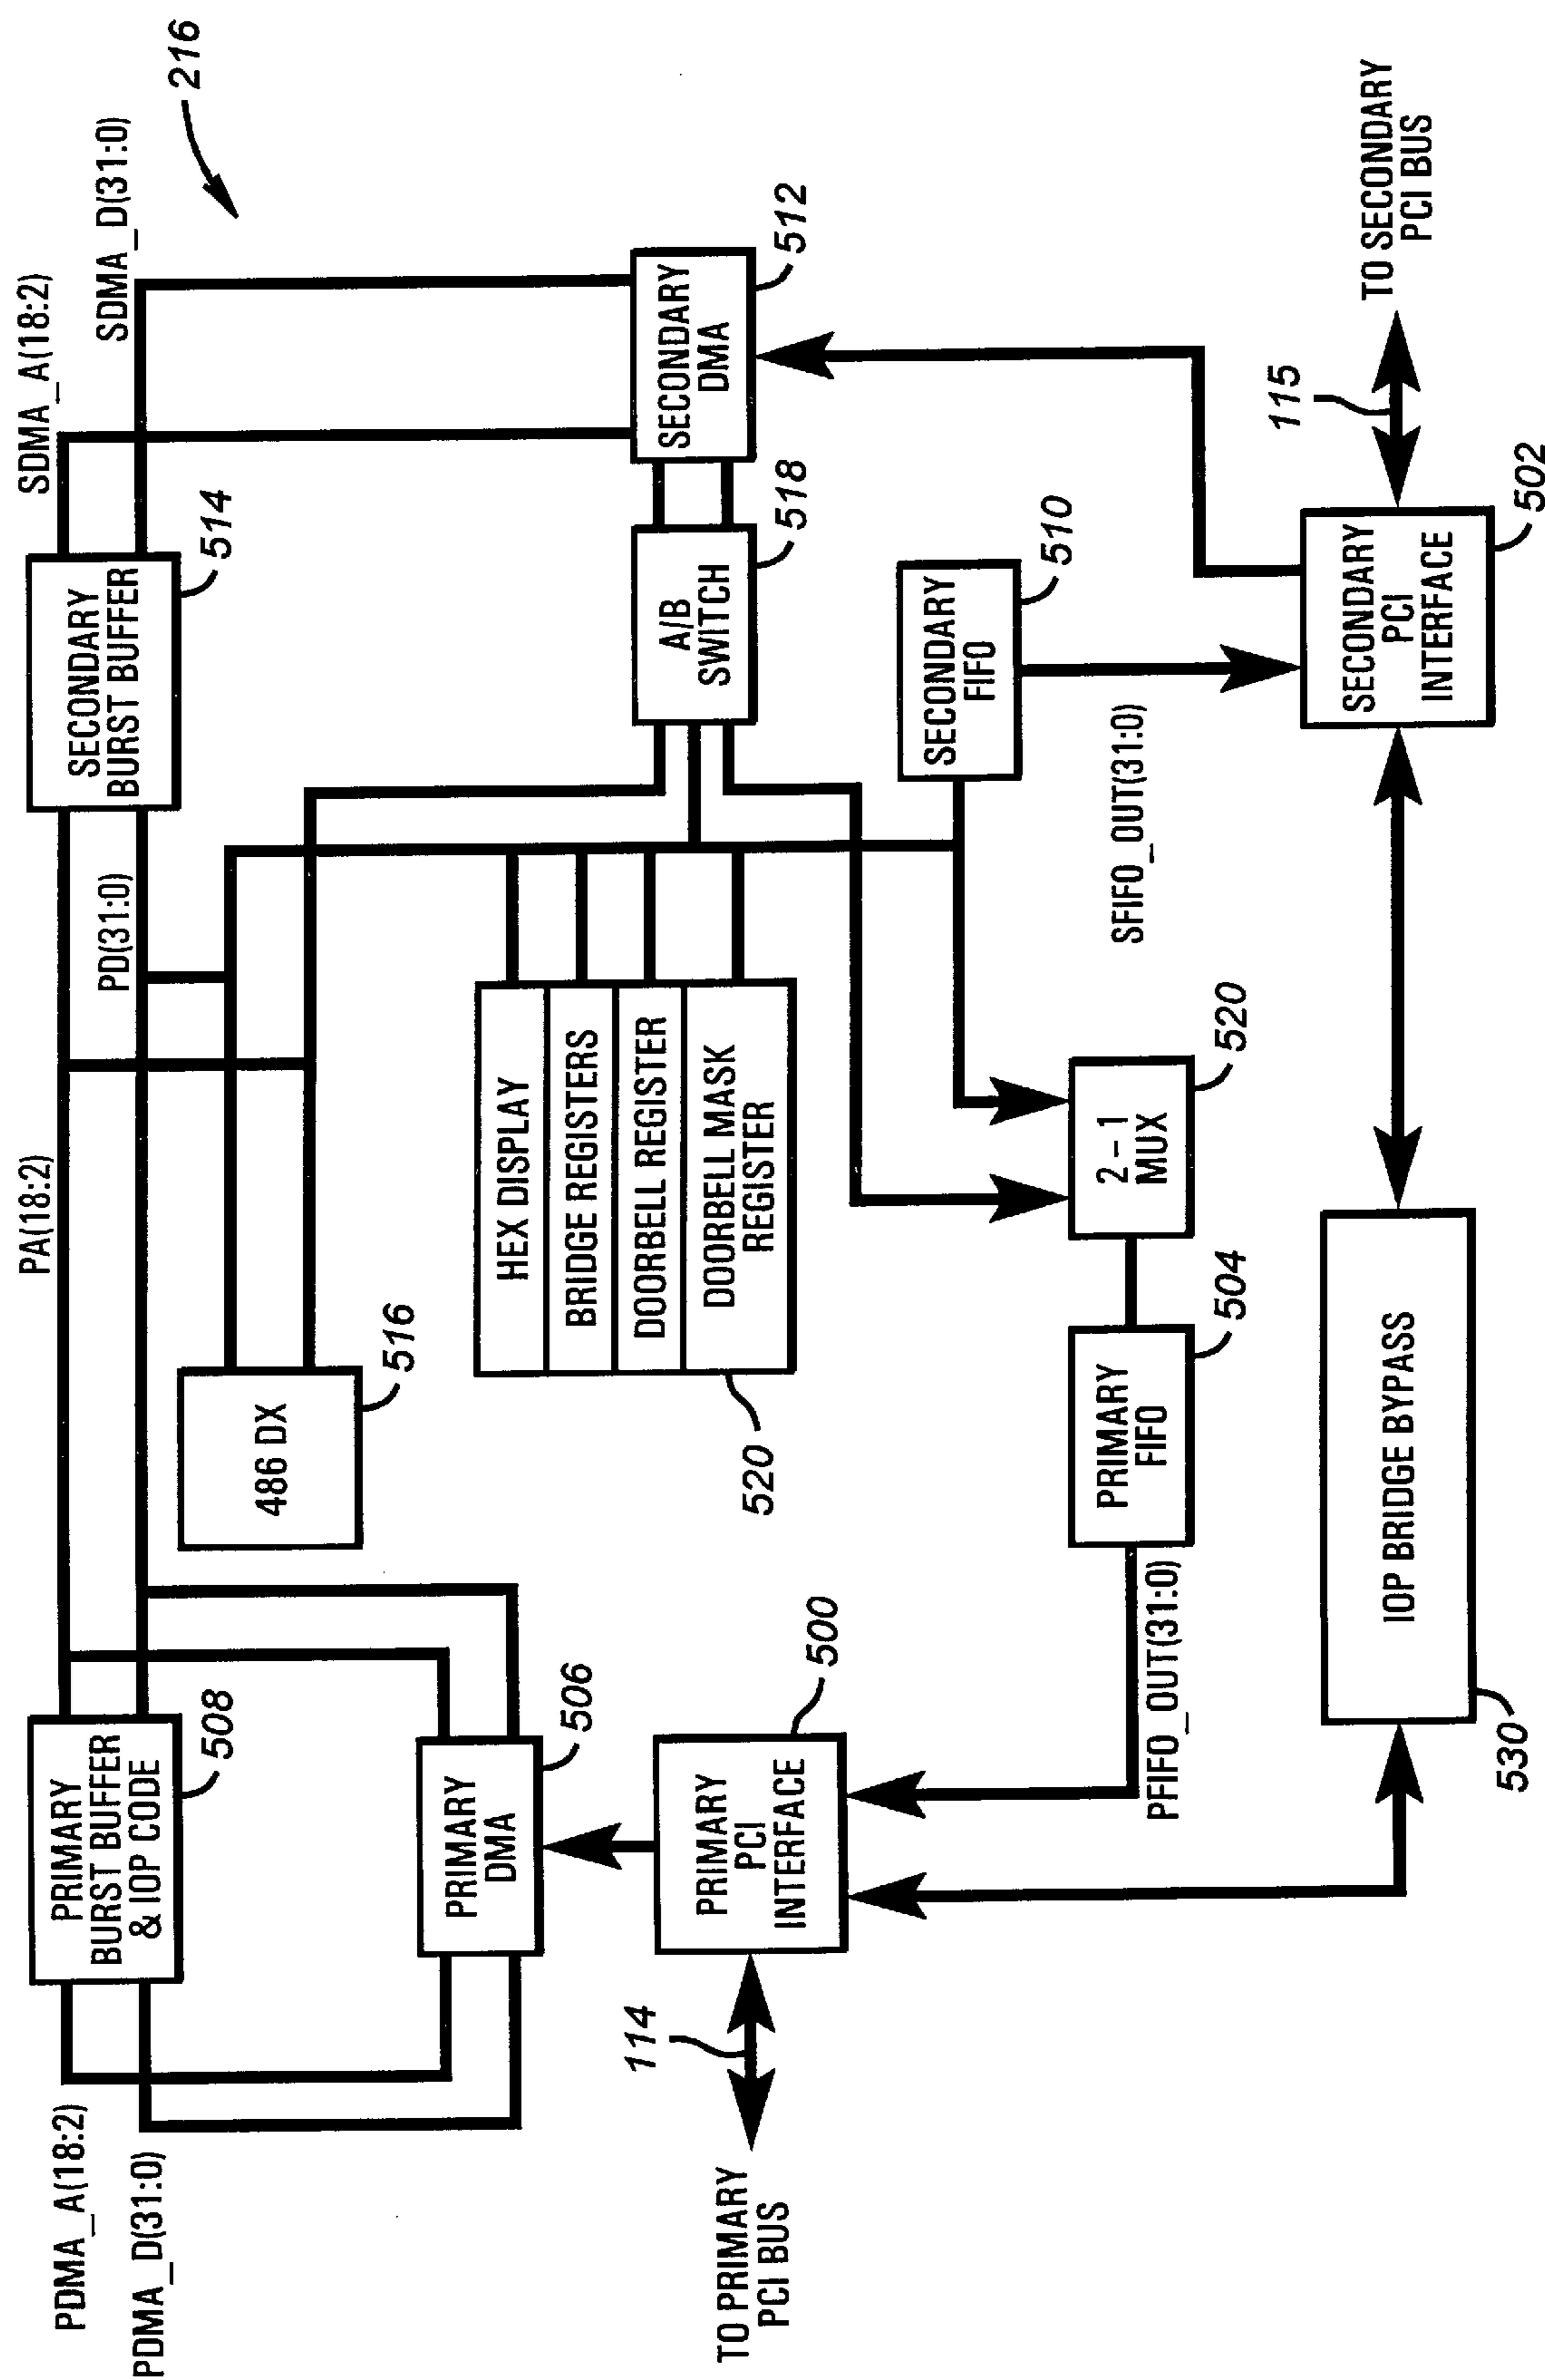 216
PDMA_A(18:2)
PDMA_D(31:0)
PRIMARY
BURST BUFFER
& IOP CODE
508
PA(18:2)
PD(31:0)
SECONDARY
BURST BUFFER
514
SDMA_A(18:2)
SDMA_D(31:0)
486 DX
516
PRIMARY
DMA
506
HEX DISPLAY
BRIDGE REGISTERS
DOORBELL REGISTER
DOORBELL MASK
REGISTER
520
A/B
SWITCH
518
SECONDARY
DMA
512
TO PRIMARY
PCI BUS
114
PRIMARY
PCI
INTERFACE
500
SECONDARY
FIFO
510
PRIMARY
FIFO
504
2 – 1
MUX
520
PFIFO_OUT(31:0)
SFIFO_OUT(31:0)
IOP BRIDGE BYPASS
530
SECONDARY
PCI
INTERFACE
502
115
TO SECONDARY
PCI BUS